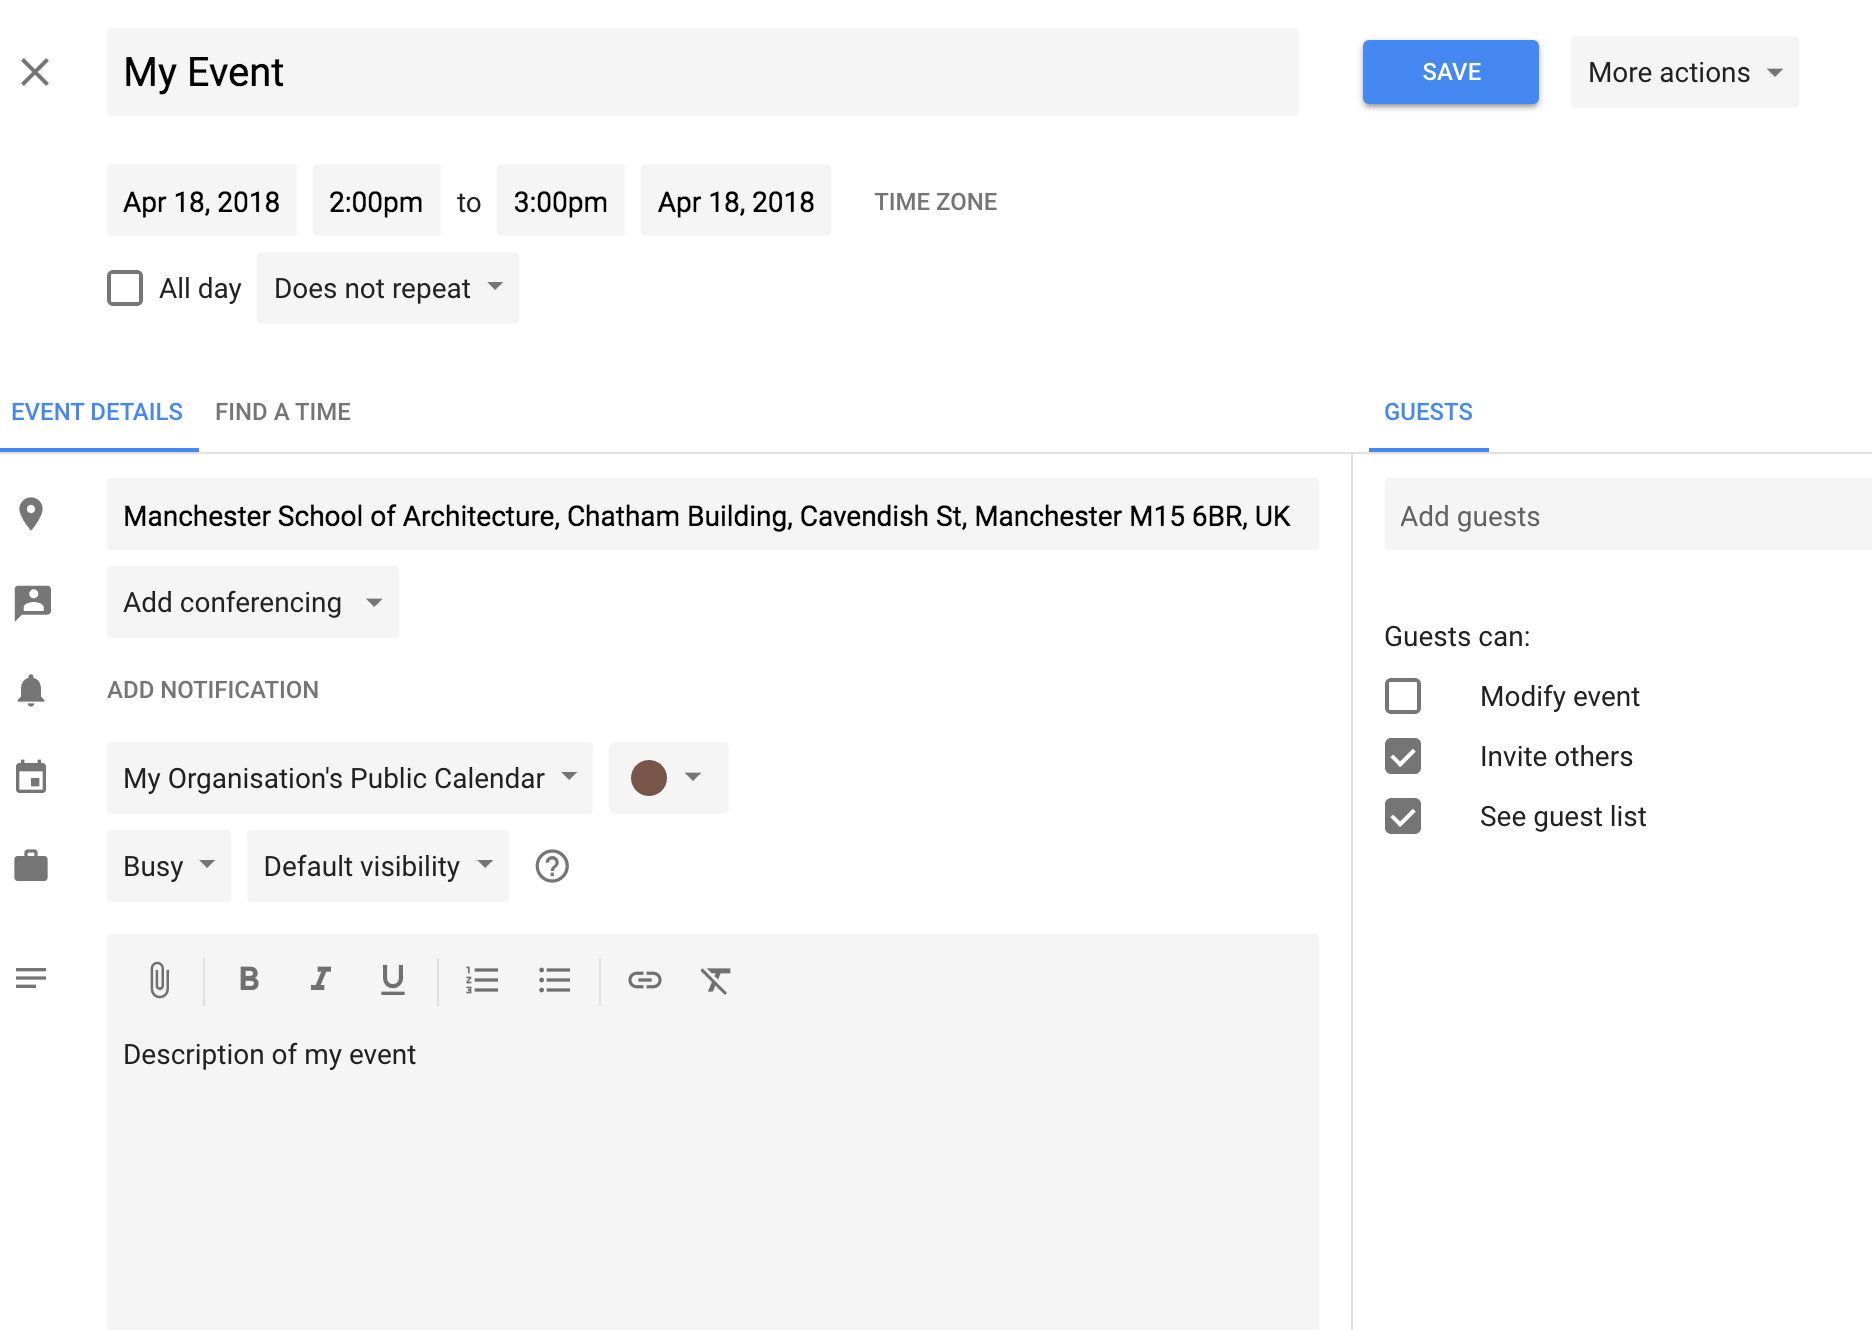 My Event
SAVE
More actions
Apr 18, 2018 2:00pm to 3:00pm Apr 18, 2018 TIME ZONE
All day Does not repeat
EVENT DETAILS FIND A TIME
GUESTS
Manchester School of Architecture, Chatham Building, Cavendish St, Manchester M15 6BR, UK
Add conferencing
ADD NOTIFICATION
My Organisation's Public Calendar
Busy Default visibility ?
B I U
Description of my event
Add guests
Guests can:
Modify event
Invite others
See guest list